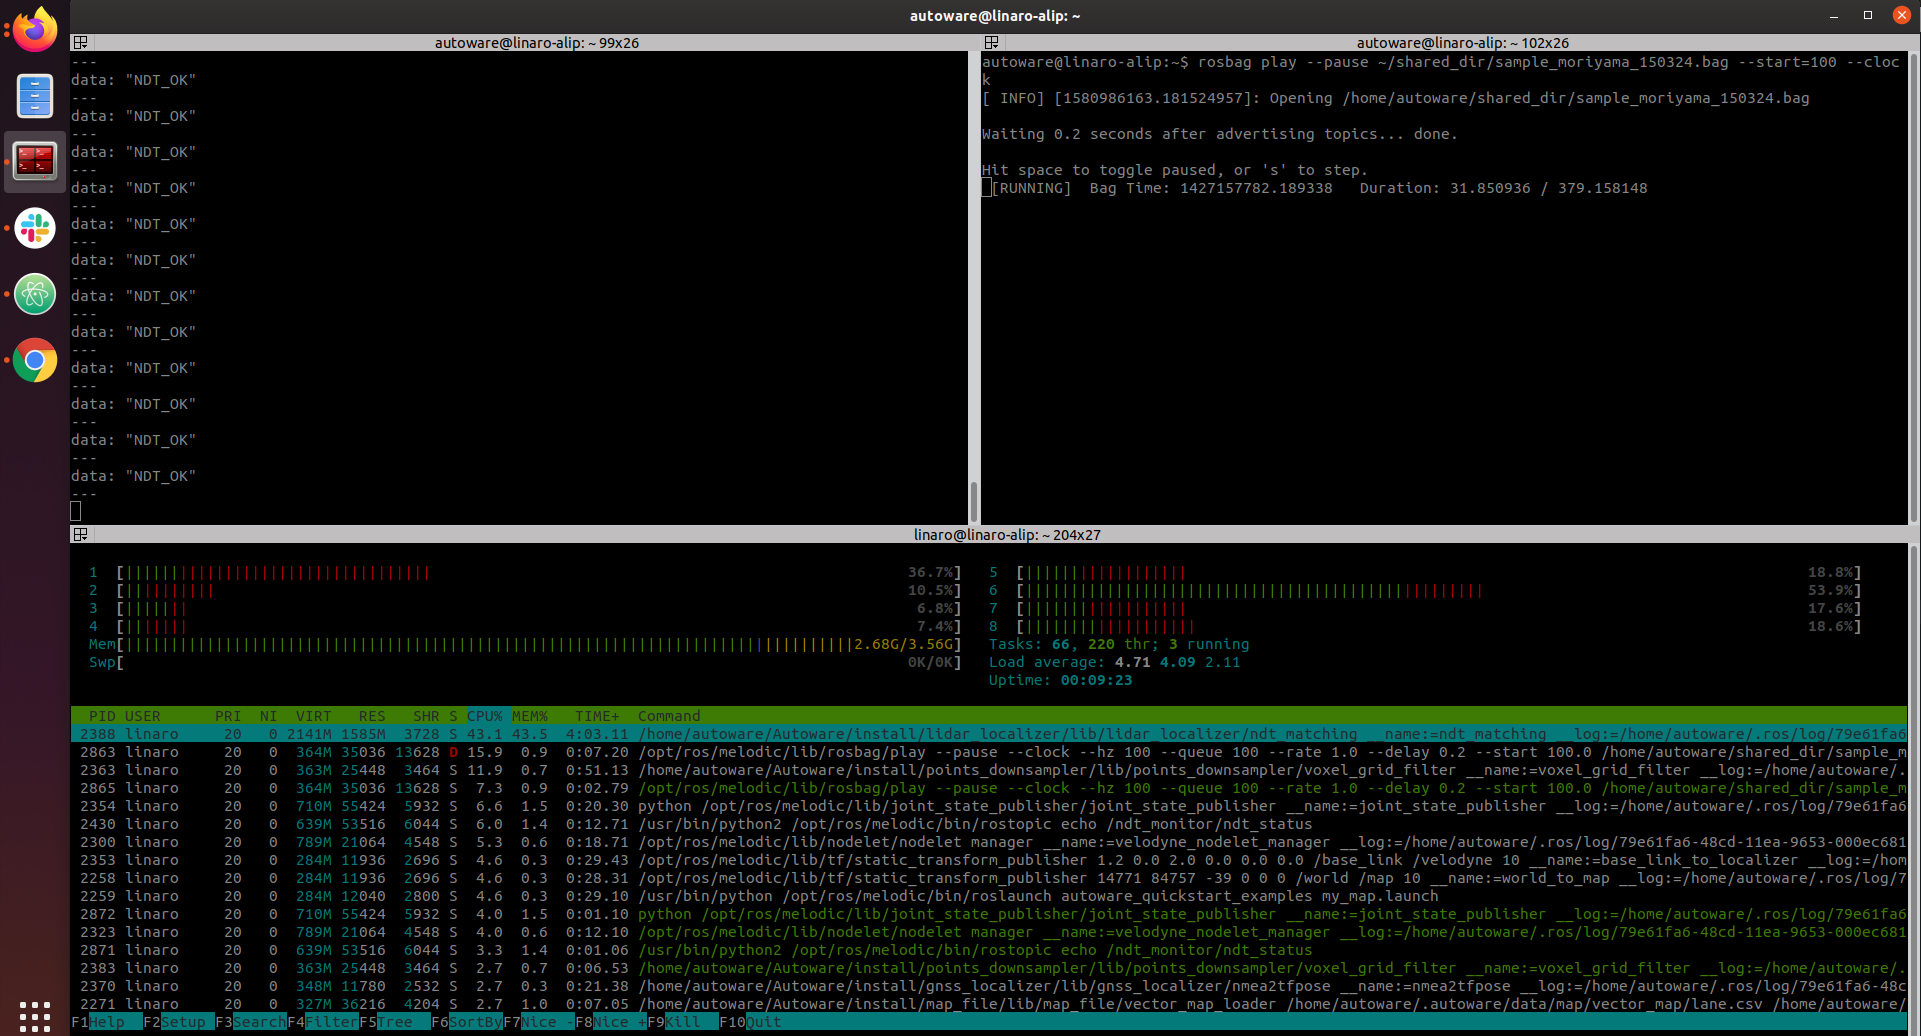 autoware@linaro-alip: ~
autoware@linaro-alip: ~ 99x26
---
data: "NDT_OK"
---
data: "NDT_OK"
---
data: "NDT_OK"
---
data: "NDT_OK"
---
data: "NDT_OK"
---
data: "NDT_OK"
---
data: "NDT_OK"
---
data: "NDT_OK"
---
data: "NDT_OK"
---
data: "NDT_OK"
---
data: "NDT_OK"
---
data: "NDT_OK"
---
autoware@linaro-alip: ~ 102x26
autoware@linaro-alip:~$ rosbag play --pause ~/shared_dir/sample_moriyama_150324.bag --start=100 --cloc
k
[ INFO] [1580986163.181524957]: Opening /home/autoware/shared_dir/sample_moriyama_150324.bag
Waiting 0.2 seconds after advertising topics... done.
Hit space to toggle paused, or 's' to step.
[RUNNING]  Bag Time: 1427157782.189338   Duration: 31.850936 / 379.158148
linaro@linaro-alip: ~ 204x27
1 [ 36.7%] 5 [ 18.8%]
2 [ 10.5%] 6 [ 53.9%]
3 [ 6.8%] 7 [ 17.6%]
4 [ 7.4%] 8 [ 18.6%]
Mem[ 2.68G/3.56G] Tasks: 66, 220 thr; 3 running
Swp[ 0K/0K] Load average: 4.71 4.09 2.11
Uptime: 00:09:23
PID USER PRI NI VIRT RES SHR S CPU% MEM% TIME+ Command
2388 linaro 20 0 2141M 1585M 3728 S 43.1 43.5 4:03.11 /home/autoware/Autoware/install/lidar_localizer/lib/lidar_localizer/ndt_matching __name:=ndt_matching __log:=/home/autoware/.ros/log/79e61fa6
2863 linaro 20 0 364M 35036 13628 D 15.9 0.9 0:07.20 /opt/ros/melodic/lib/rosbag/play --pause --clock --hz 100 --queue 100 --rate 1.0 --delay 0.2 --start 100.0 /home/autoware/shared_dir/sample_m
2363 linaro 20 0 363M 25448 3464 S 11.9 0.7 0:51.13 /home/autoware/Autoware/install/points_downsampler/lib/points_downsampler/voxel_grid_filter __name:=voxel_grid_filter __log:=/home/autoware/.
2865 linaro 20 0 364M 35036 13628 S 7.3 0.9 0:02.79 /opt/ros/melodic/lib/rosbag/play --pause --clock --hz 100 --queue 100 --rate 1.0 --delay 0.2 --start 100.0 /home/autoware/shared_dir/sample_m
2354 linaro 20 0 710M 55424 5932 S 6.6 1.5 0:20.30 python /opt/ros/melodic/lib/joint_state_publisher/joint_state_publisher __name:=joint_state_publisher __log:=/home/autoware/.ros/log/79e61fa6
2430 linaro 20 0 639M 53516 6044 S 6.0 1.4 0:12.71 /usr/bin/python2 /opt/ros/melodic/bin/rostopic echo /ndt_monitor/ndt_status
2300 linaro 20 0 789M 21064 4548 S 5.3 0.6 0:18.71 /opt/ros/melodic/lib/nodelet/nodelet manager __name:=velodyne_nodelet_manager __log:=/home/autoware/.ros/log/79e61fa6-48cd-11ea-9653-000ec681
2353 linaro 20 0 284M 11936 2696 S 4.6 0.3 0:29.43 /opt/ros/melodic/lib/tf/static_transform_publisher 1.2 0.0 2.0 0.0 0.0 0.0 /base_link /velodyne 10 __name:=base_link_to_localizer __log:=/hom
2258 linaro 20 0 284M 11936 2696 S 4.6 0.3 0:28.31 /opt/ros/melodic/lib/tf/static_transform_publisher 14771 84757 -39 0 0 0 /world /map 10 __name:=world_to_map __log:=/home/autoware/.ros/log/7
2259 linaro 20 0 284M 12040 2800 S 4.6 0.3 0:29.10 /usr/bin/python /opt/ros/melodic/bin/roslaunch autoware_quickstart_examples my_map.launch
2872 linaro 20 0 710M 55424 5932 S 4.0 1.5 0:01.10 python /opt/ros/melodic/lib/joint_state_publisher/joint_state_publisher __name:=joint_state_publisher __log:=/home/autoware/.ros/log/79e61fa6
2323 linaro 20 0 789M 21064 4548 S 4.0 0.6 0:12.10 /opt/ros/melodic/lib/nodelet/nodelet manager __name:=velodyne_nodelet_manager __log:=/home/autoware/.ros/log/79e61fa6-48cd-11ea-9653-000ec681
2871 linaro 20 0 639M 53516 6044 S 3.3 1.4 0:01.06 /usr/bin/python2 /opt/ros/melodic/bin/rostopic echo /ndt_monitor/ndt_status
2383 linaro 20 0 363M 25448 3464 S 2.7 0.7 0:06.53 /home/autoware/Autoware/install/points_downsampler/lib/points_downsampler/voxel_grid_filter __name:=voxel_grid_filter __log:=/home/autoware/.
2370 linaro 20 0 348M 11780 2532 S 2.7 0.3 0:21.38 /home/autoware/Autoware/install/gnss_localizer/lib/gnss_localizer/nmea2tfpose __name:=nmea2tfpose __log:=/home/autoware/.ros/log/79e61fa6-48c
2271 linaro 20 0 327M 36216 4204 S 2.7 1.0 0:07.05 /home/autoware/Autoware/install/map_file/lib/map_file/vector_map_loader /home/autoware/.autoware/data/map/vector_map/lane.csv /home/autoware/
F1Help F2Setup F3SearchF4FilterF5Tree F6SortByF7Nice -F8Nice +F9Kill F10Quit